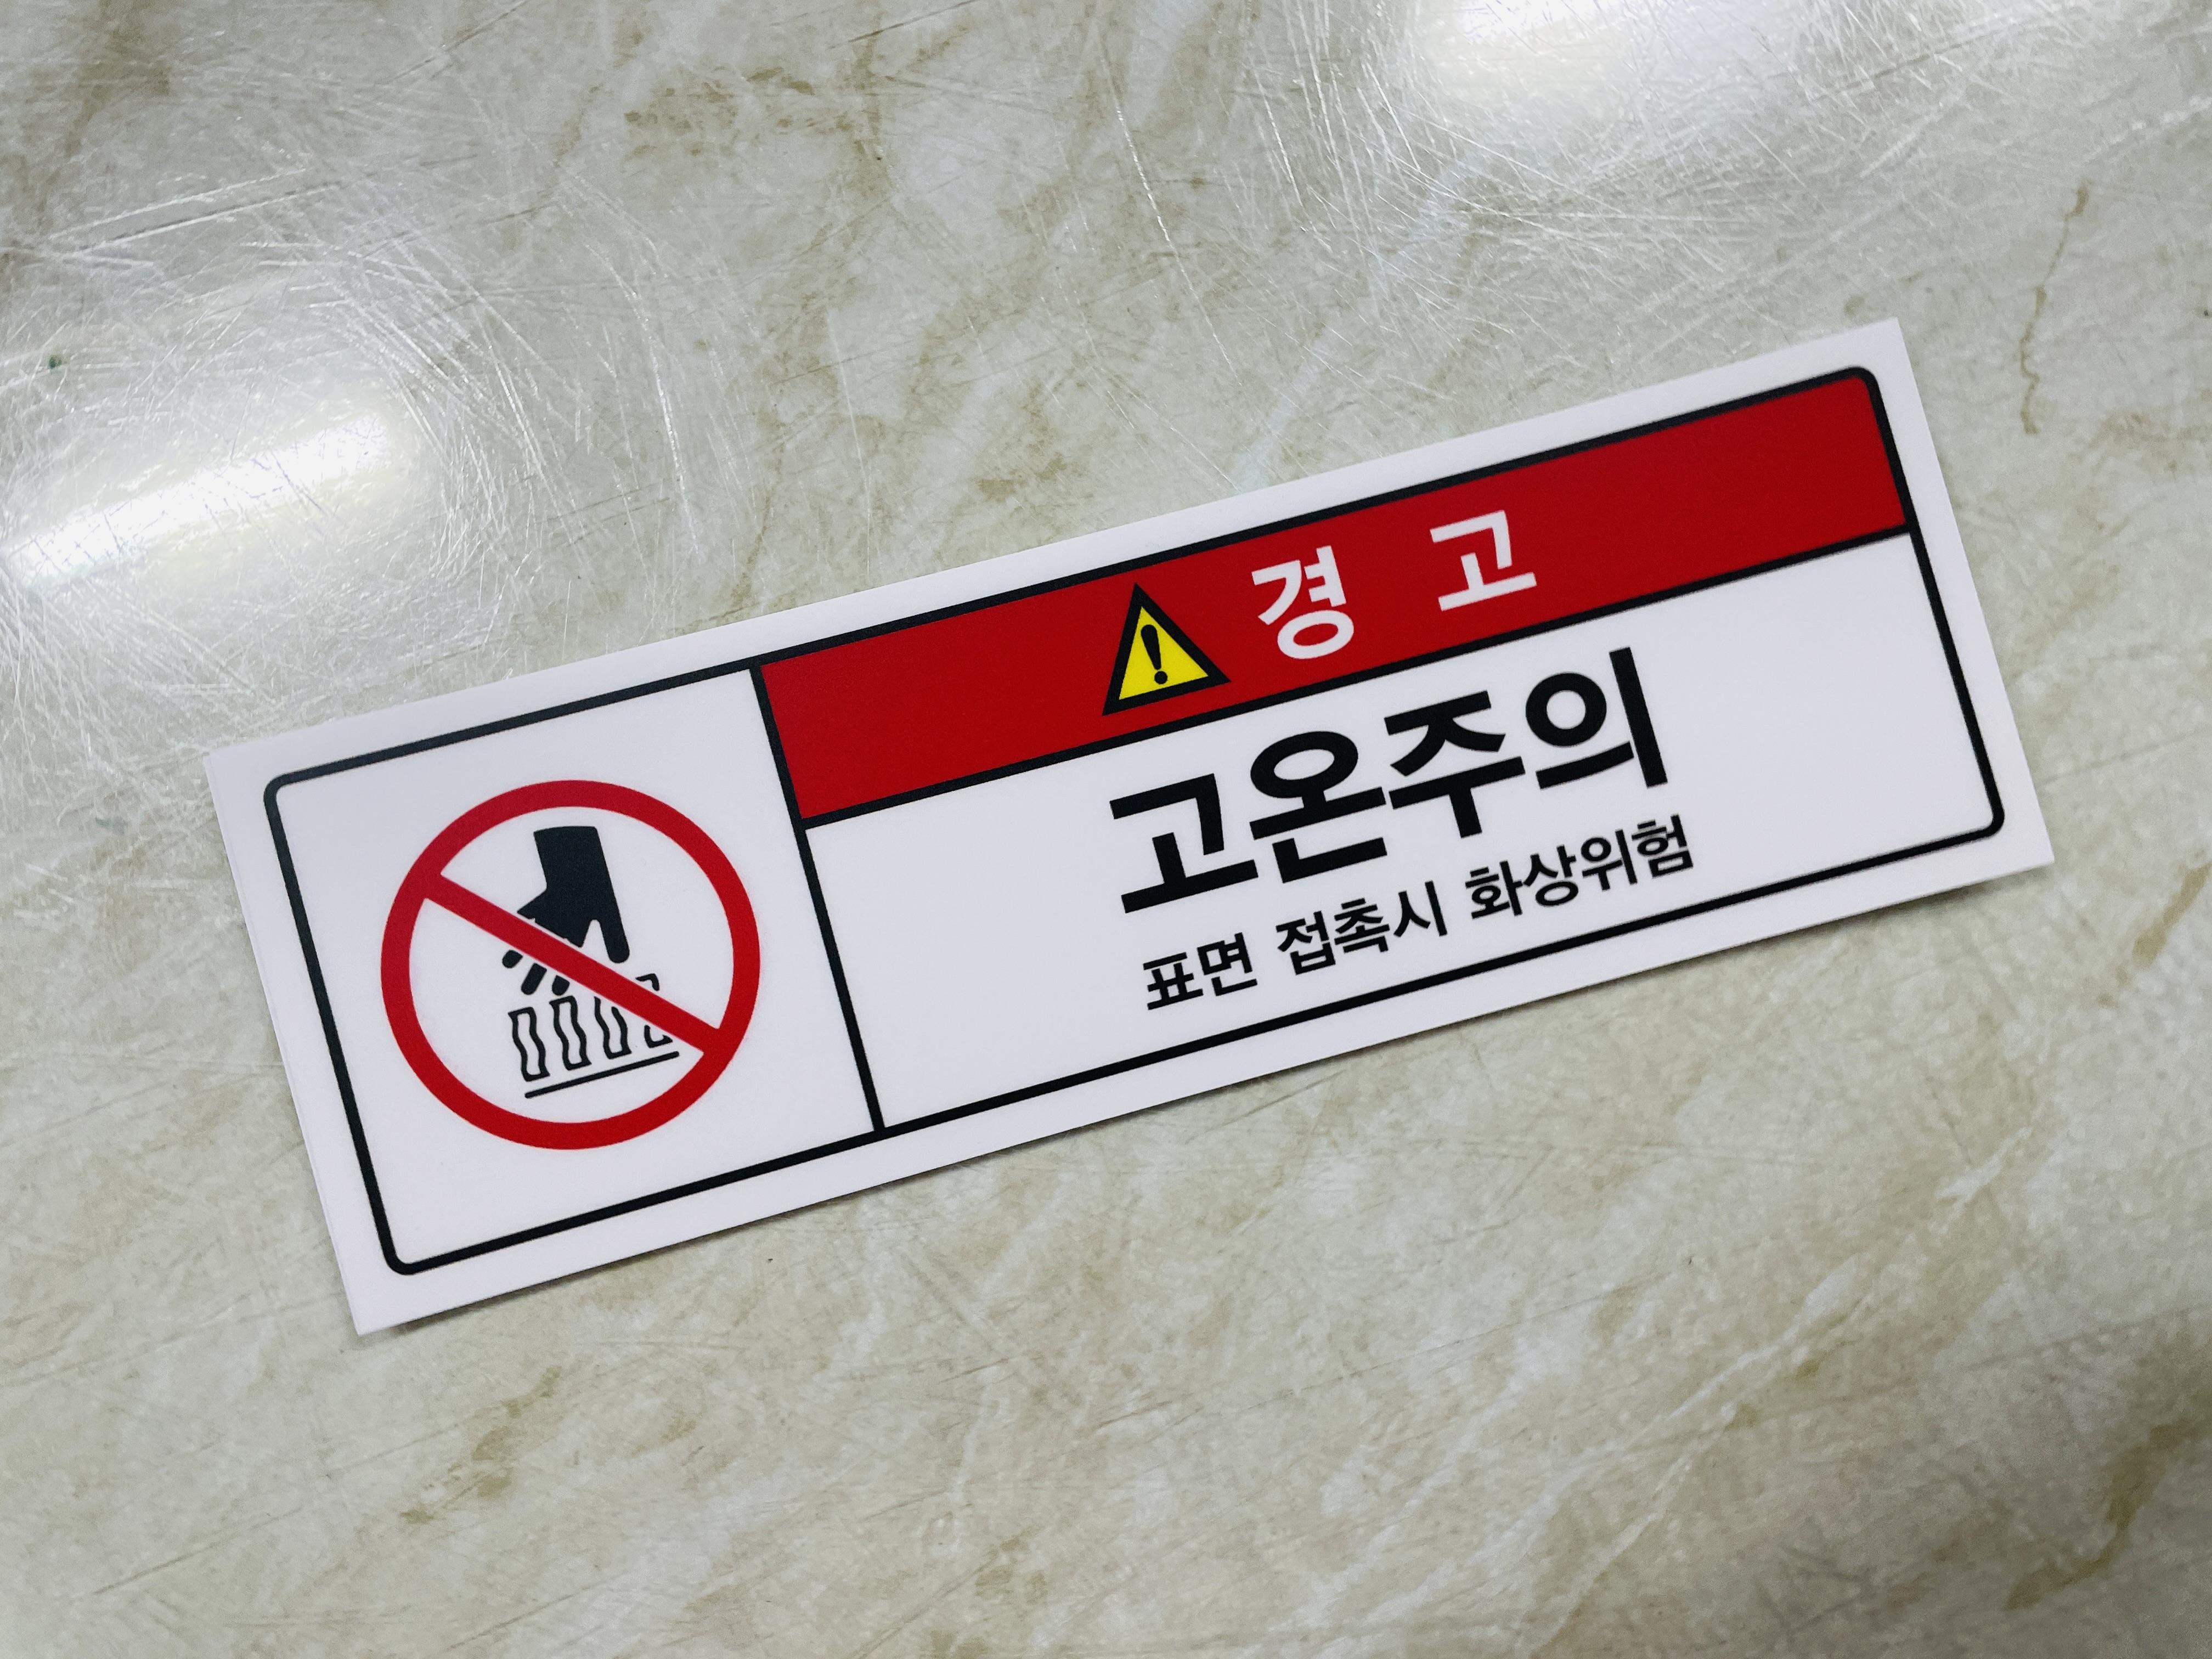 경 고
고온주의
표면 접촉시 화상위험